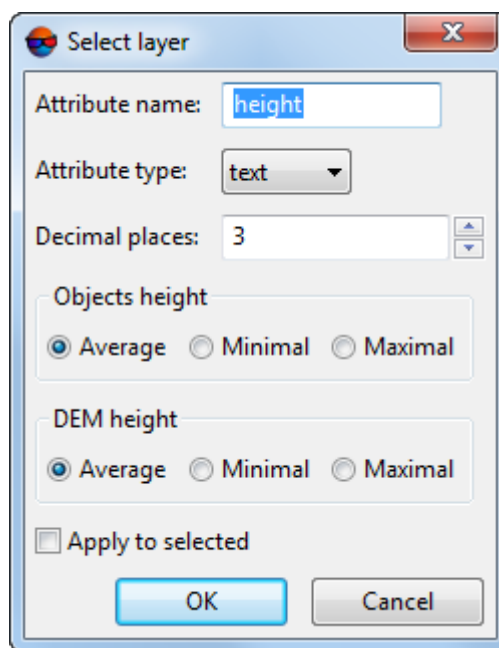 Select layer
Attribute name: height
Attribute type: text
Decimal places: 3
Objects height
Average Minimal Maximal
DEM height
Average Minimal Maximal
Apply to selected
OK Cancel